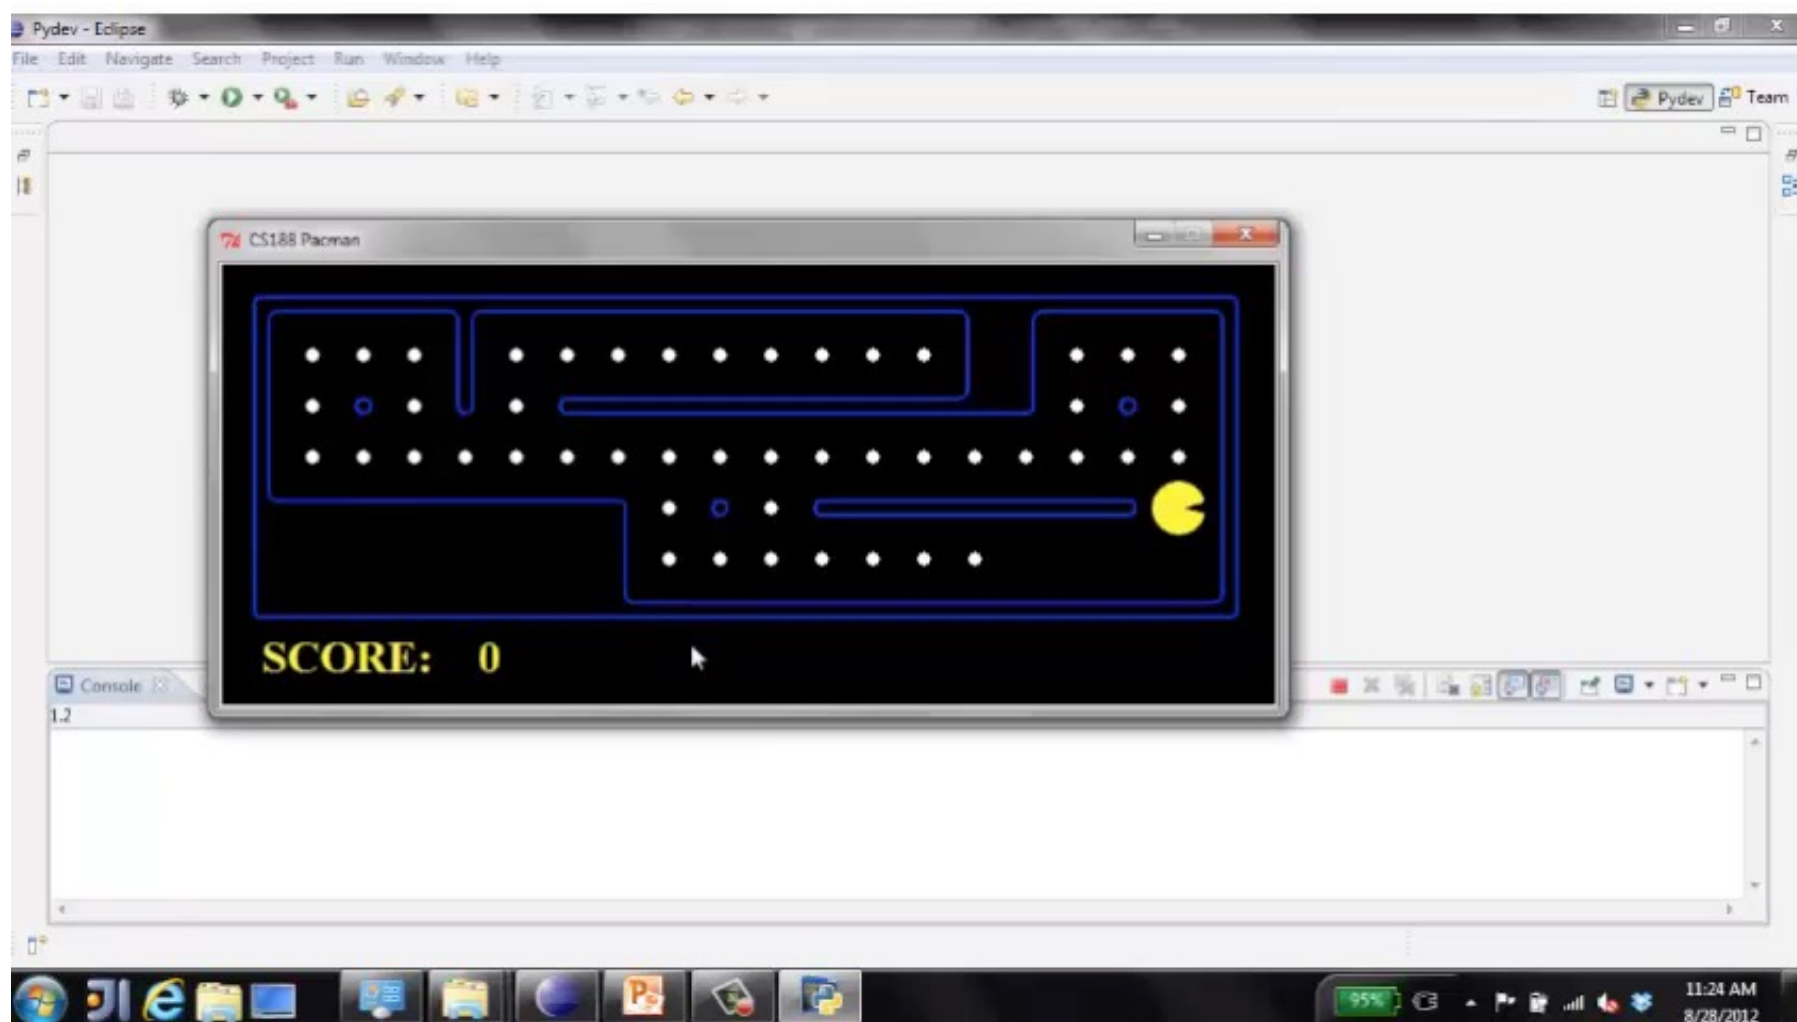 Pydev - Eclipse
File Edit Navigate Search Project Run Window Help
Pydev Team
CS188 Pacman
SCORE: 0
Console
1.2
95%
11:24 AM
8/28/2012